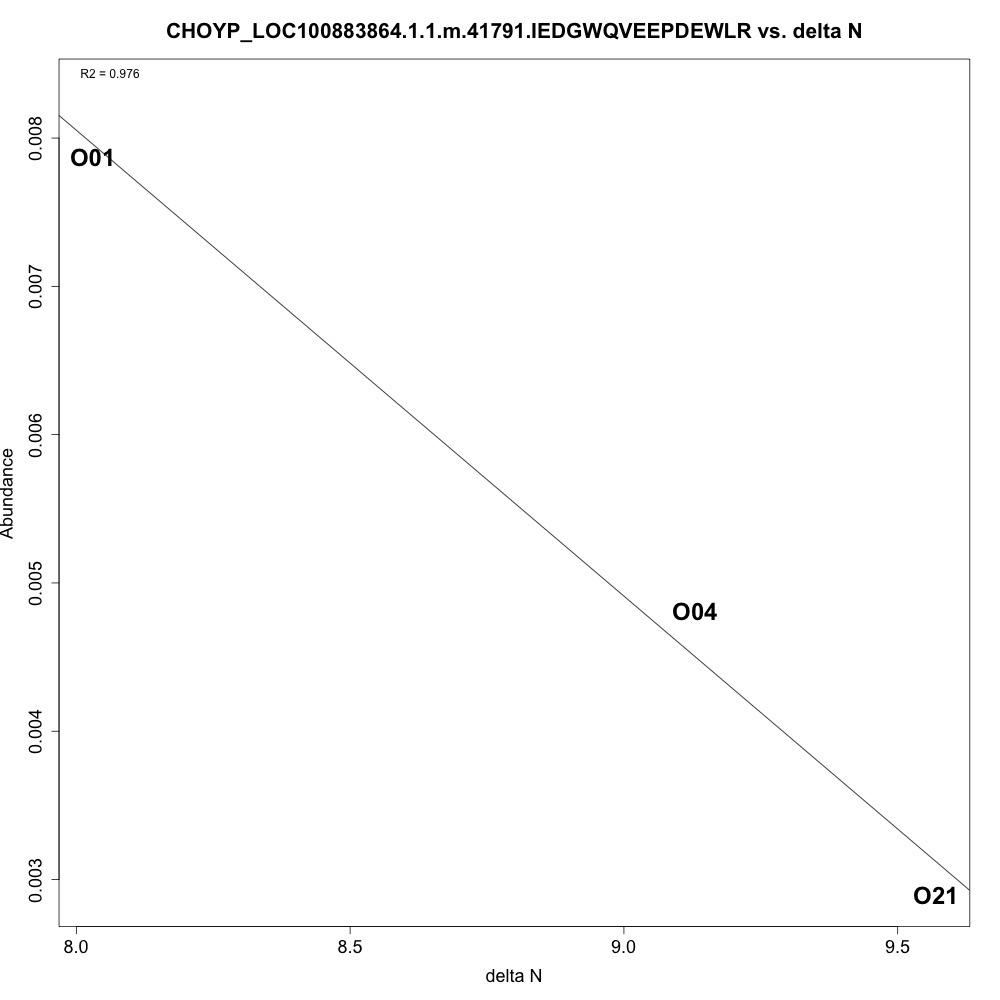 CHOYP_LOC100883864.1.1.m.41791.IEDGWQVEEPDEWLR vs. delta N
R2 = 0.976
0.008
O01
0.007
0.006
Abundance
0.005
O04
0.004
0.003
O21
8.0 8.5 9.0 9.5
delta N